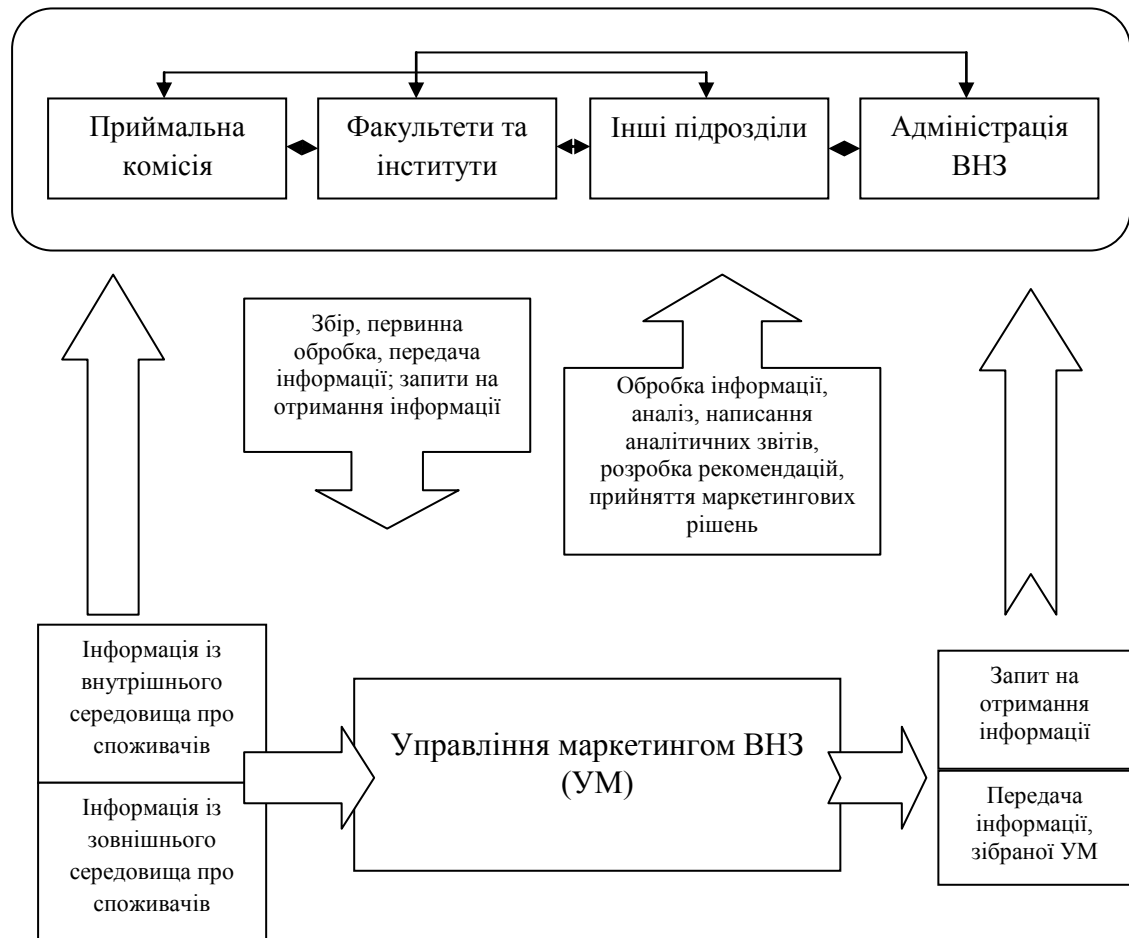 Приймальна
комісія
Факультети та
інститути
Інші підрозділи
Адміністрація
ВНЗ
Збір, первинна
обробка, передача
інформації; запити на
отримання інформації
Обробка інформації,
аналіз, написання
аналітичних звітів,
розробка рекомендацій,
прийняття маркетингових
рішень
Інформація із
внутрішнього
середовища про
споживачів
Інформація із
зовнішнього
середовища про
споживачів
Управління маркетингом ВНЗ
(УМ)
Запит на
отримання
інформації
Передача
інформації,
зібраної УМ